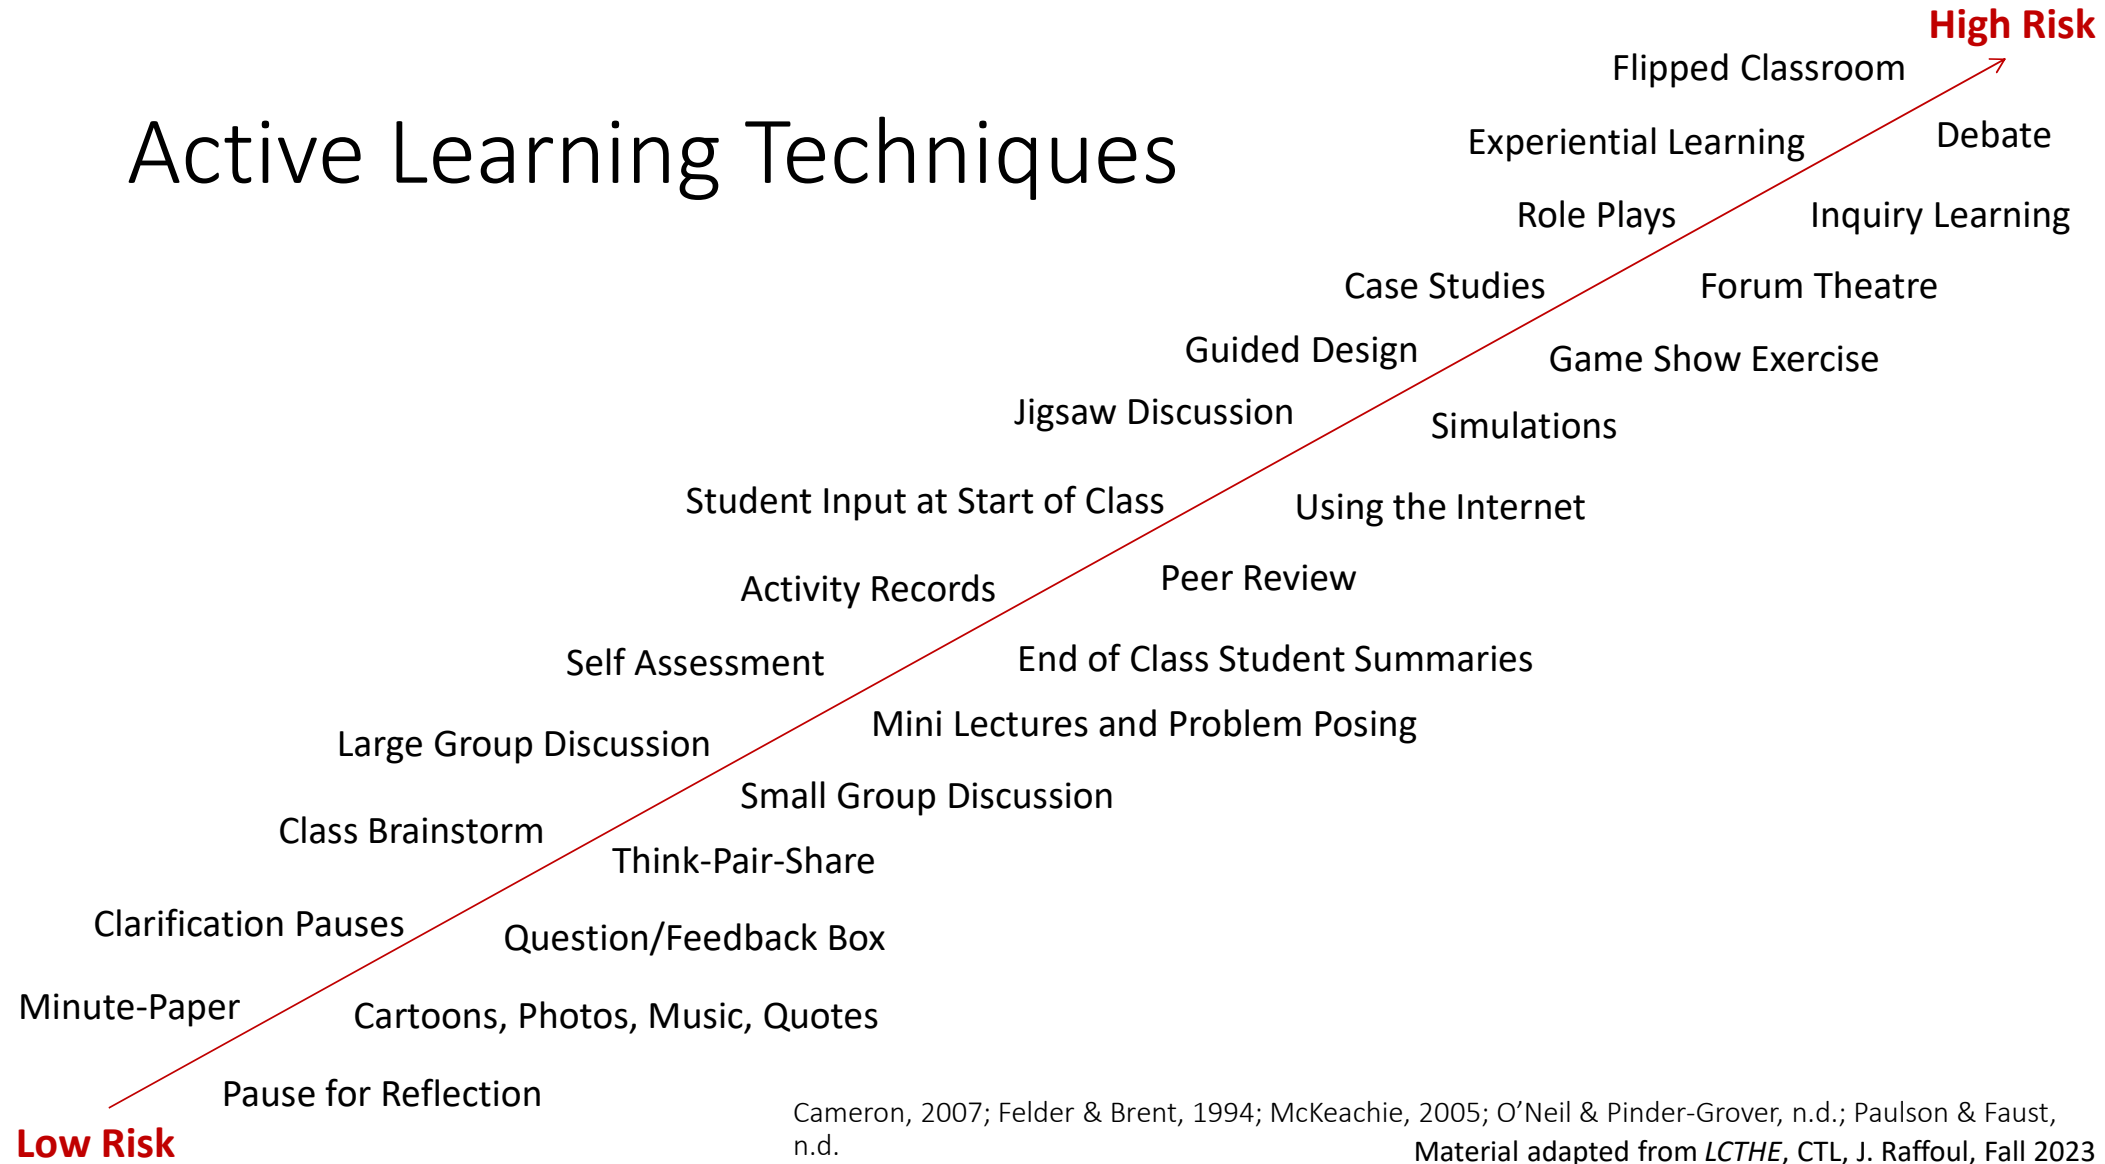 High Risk
Flipped Classroom
Active Learning Techniques
Experiential Learning
Debate
Role Plays
Inquiry Learning
Case Studies
Forum Theatre
Guided Design
Game Show Exercise
Jigsaw Discussion
Simulations
Student Input at Start of Class
Using the Internet
Activity Records
Peer Review
Self Assessment
End of Class Student Summaries
Large Group Discussion
Mini Lectures and Problem Posing
Small Group Discussion
Class Brainstorm
Think-Pair-Share
Clarification Pauses
Question/Feedback Box
Minute-Paper
Cartoons, Photos, Music, Quotes
Pause for Reflection
Low Risk
Cameron, 2007; Felder & Brent, 1994; McKeachie, 2005; O’Neil & Pinder-Grover, n.d.; Paulson & Faust,
n.d.
Material adapted from LCTHE, CTL, J. Raffoul, Fall 2023